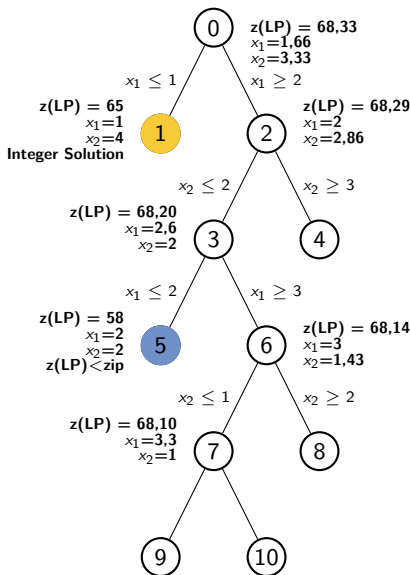 0
z(LP) = 68,33
x₁=1,66
x₂=3,33
x₁ ≤ 1
x₁ ≥ 2
z(LP) = 65
x₁=1
x₂=4
Integer Solution
1
2
z(LP) = 68,29
x₁=2
x₂=2,86
x₂ ≤ 2
x₂ ≥ 3
z(LP) = 68,20
x₁=2,6
x₂=2
3
4
x₁ ≤ 2
x₁ ≥ 3
z(LP) = 58
x₁=2
x₂=2
z(LP)<zip
5
6
z(LP) = 68,14
x₁=3
x₂=1,43
x₂ ≤ 1
x₂ ≥ 2
z(LP) = 68,10
x₁=3,3
x₂=1
7
8
9
10